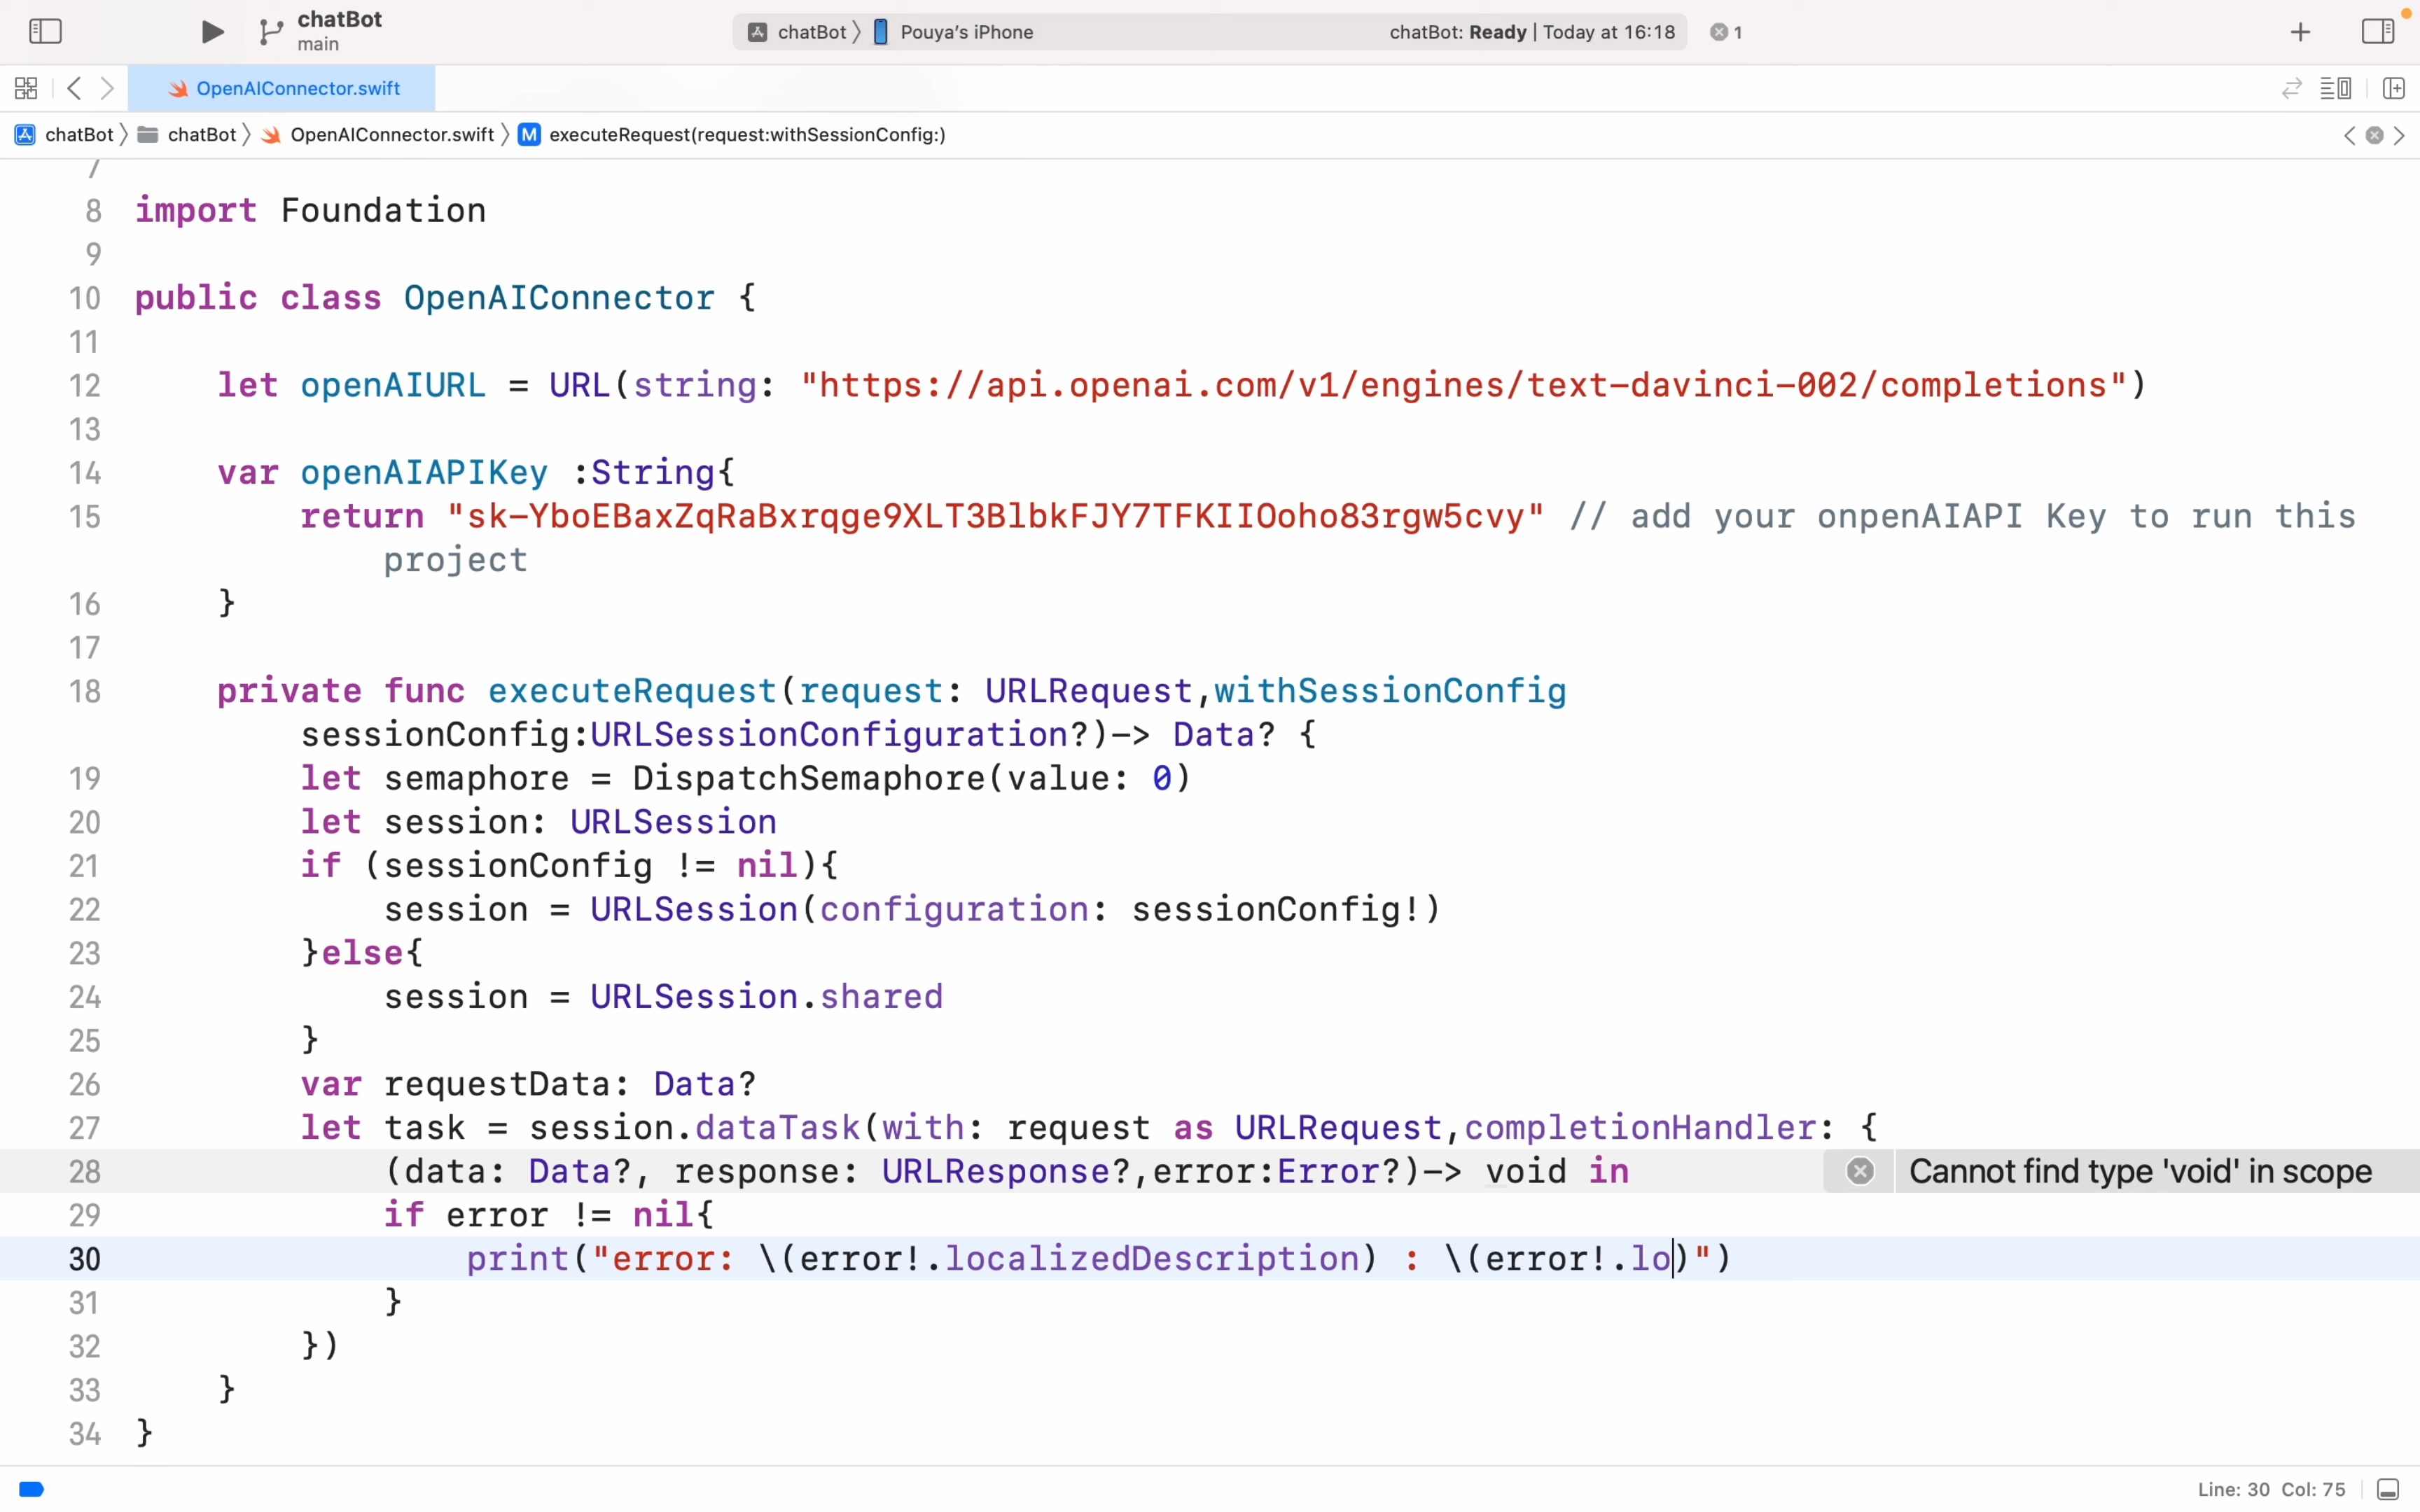 chatBot
main
chatBot 〉 Pouya's iPhone
chatBot: Ready | Today at 16:18
1
OpenAIConnector.swift
chatBot 〉 chatBot 〉 OpenAIConnector.swift 〉 M executeRequest(request:withSessionConfig:)
7
8 import Foundation
9
10 public class OpenAIConnector {
11
12 let openAIURL = URL(string: "https://api.openai.com/v1/engines/text-davinci-002/completions")
13
14 var openAIAPIKey :String{
15 return "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" // add your onpenAIAPI Key to run this
project
16 }
17
18 private func executeRequest(request: URLRequest,withSessionConfig
sessionConfig:URLSessionConfiguration?)-> Data? {
19 let semaphore = DispatchSemaphore(value: 0)
20 let session: URLSession
21 if (sessionConfig != nil){
22 session = URLSession(configuration: sessionConfig!)
23 }else{
24 session = URLSession.shared
25 }
26 var requestData: Data?
27 let task = session.dataTask(with: request as URLRequest,completionHandler: {
28 (data: Data?, response: URLResponse?,error:Error?)-> void in Cannot find type 'void' in scope
29 if error != nil{
30 print("error: \(error!.localizedDescription) : \(error!.lo)")
31 }
32 })
33 }
34 }
Line: 30 Col: 75